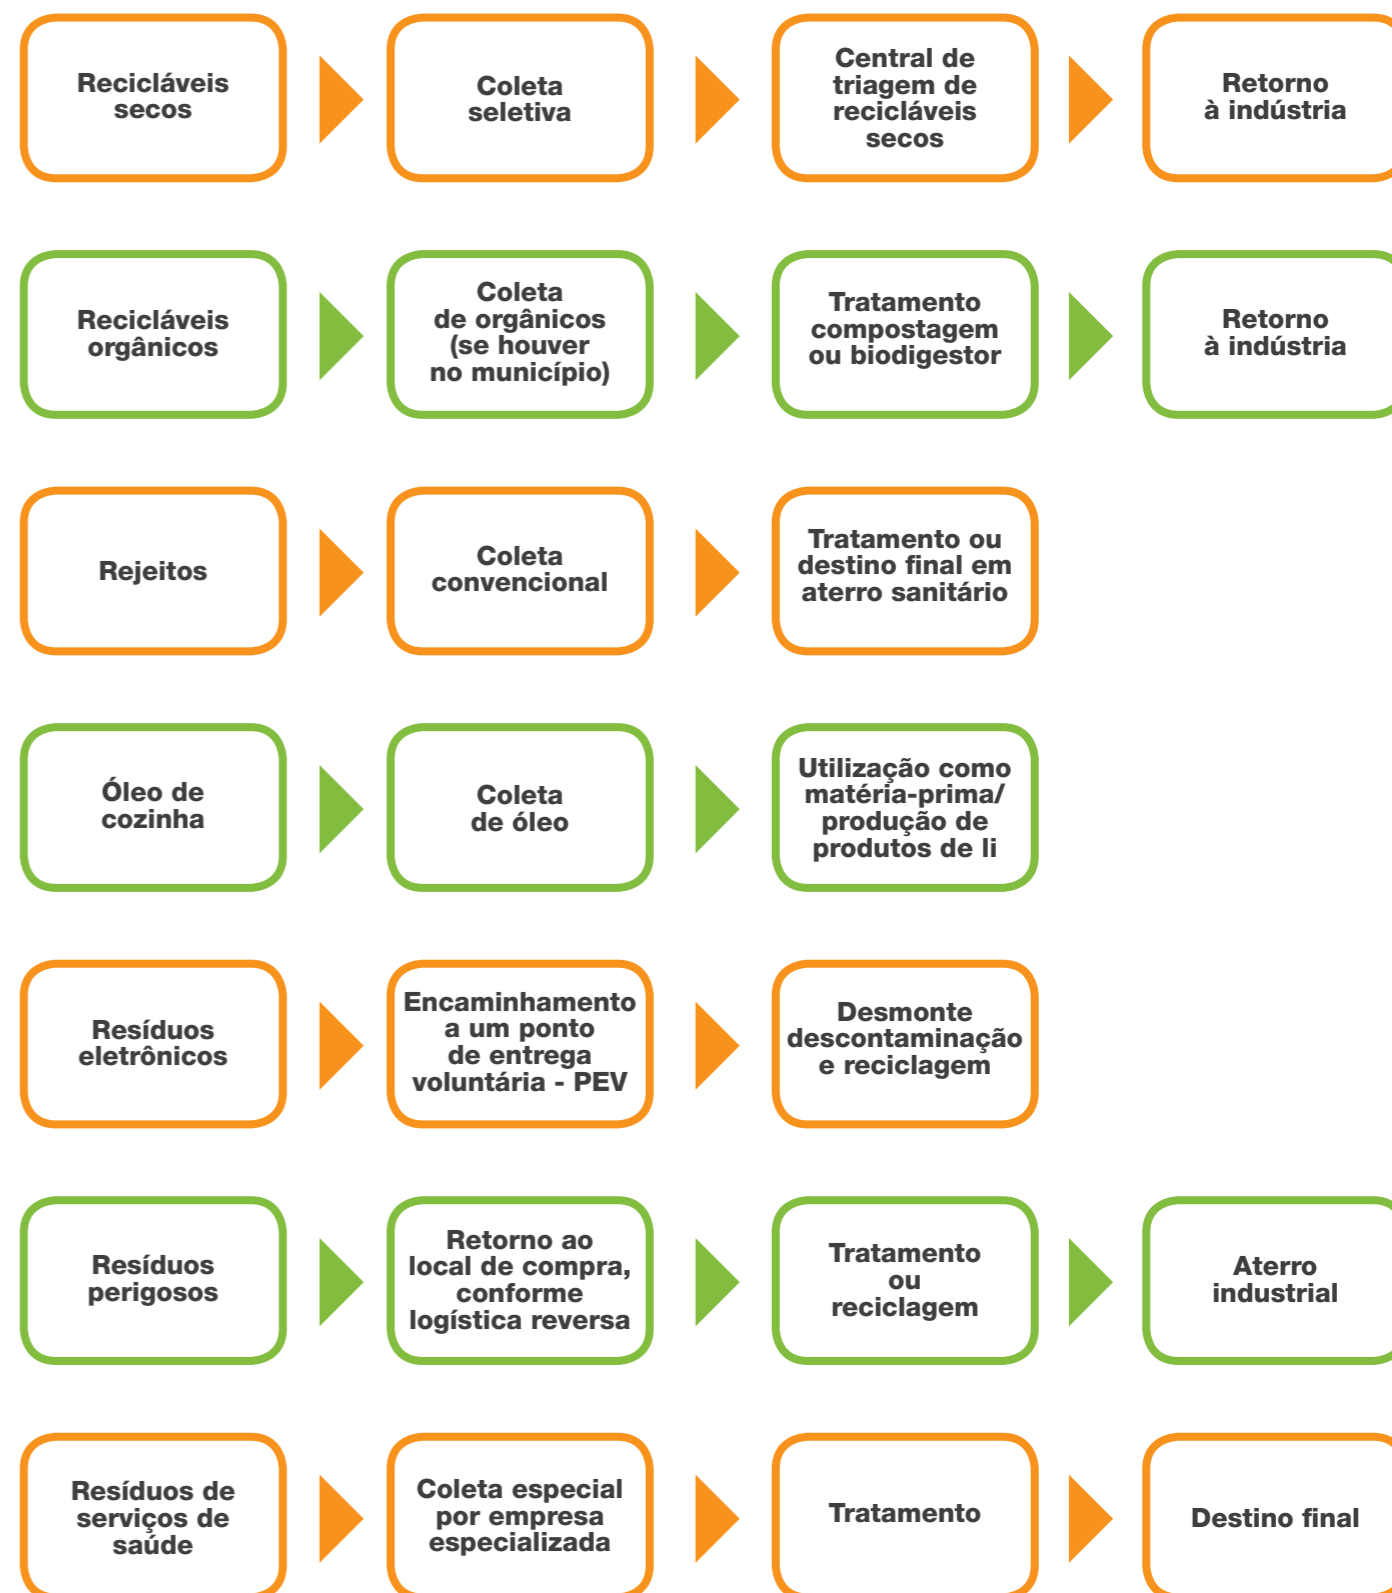 Recicláveis
secos
Coleta
seletiva
Central de
triagem de
recicláveis
secos
Retorno
à indústria
Recicláveis
orgânicos
Coleta
de orgânicos
(se houver
no município)
Tratamento
compostagem
ou biodigestor
Retorno
à indústria
Rejeitos
Coleta
convencional
Tratamento ou
destino final em
aterro sanitário
Óleo de
cozinha
Coleta
de óleo
Utilização como
matéria-prima/
produção de
produtos de li
Resíduos
eletrônicos
Encaminhamento
a um ponto
de entrega
voluntária - PEV
Desmonte
descontaminação
e reciclagem
Resíduos
perigosos
Retorno ao
local de compra,
conforme
logística reversa
Tratamento
ou
reciclagem
Aterro
industrial
Resíduos de
serviços de
saúde
Coleta especial
por empresa
especializada
Tratamento
Destino final